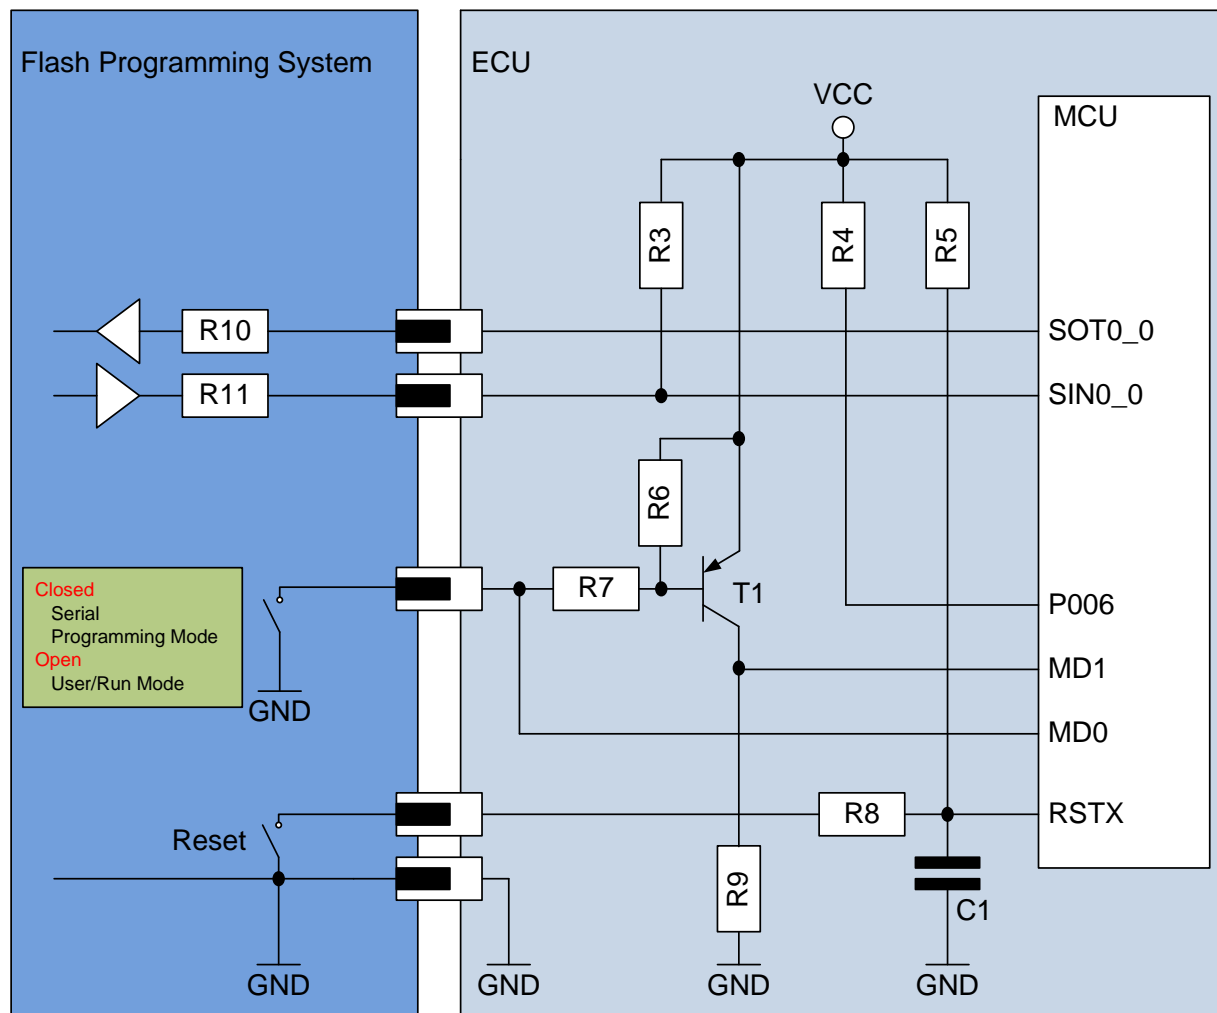 Flash Programming System
ECU
VCC
MCU
R3
R4
R5
R10
SOT0_0
R11
SIN0_0
R6
Closed
Serial
Programming Mode
Open
User/Run Mode
GND
R7
T1
P006
MD1
MD0
Reset
R8
RSTX
R9
C1
GND
GND
GND
GND